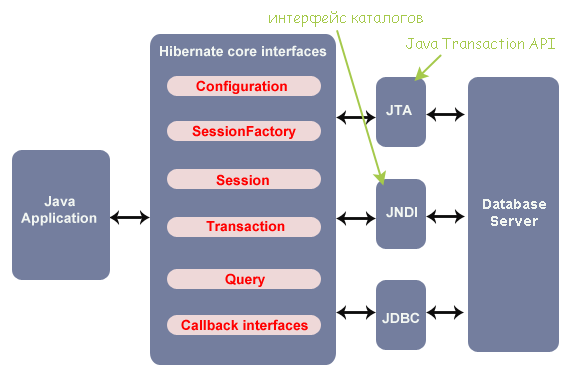 интерфейс каталогов
Java Transaction API
Hibernate core interfaces
Configuration
SessionFactory
Session
Transaction
Query
Callback interfaces
Java
Application
JTA
JNDI
JDBC
Database
Server